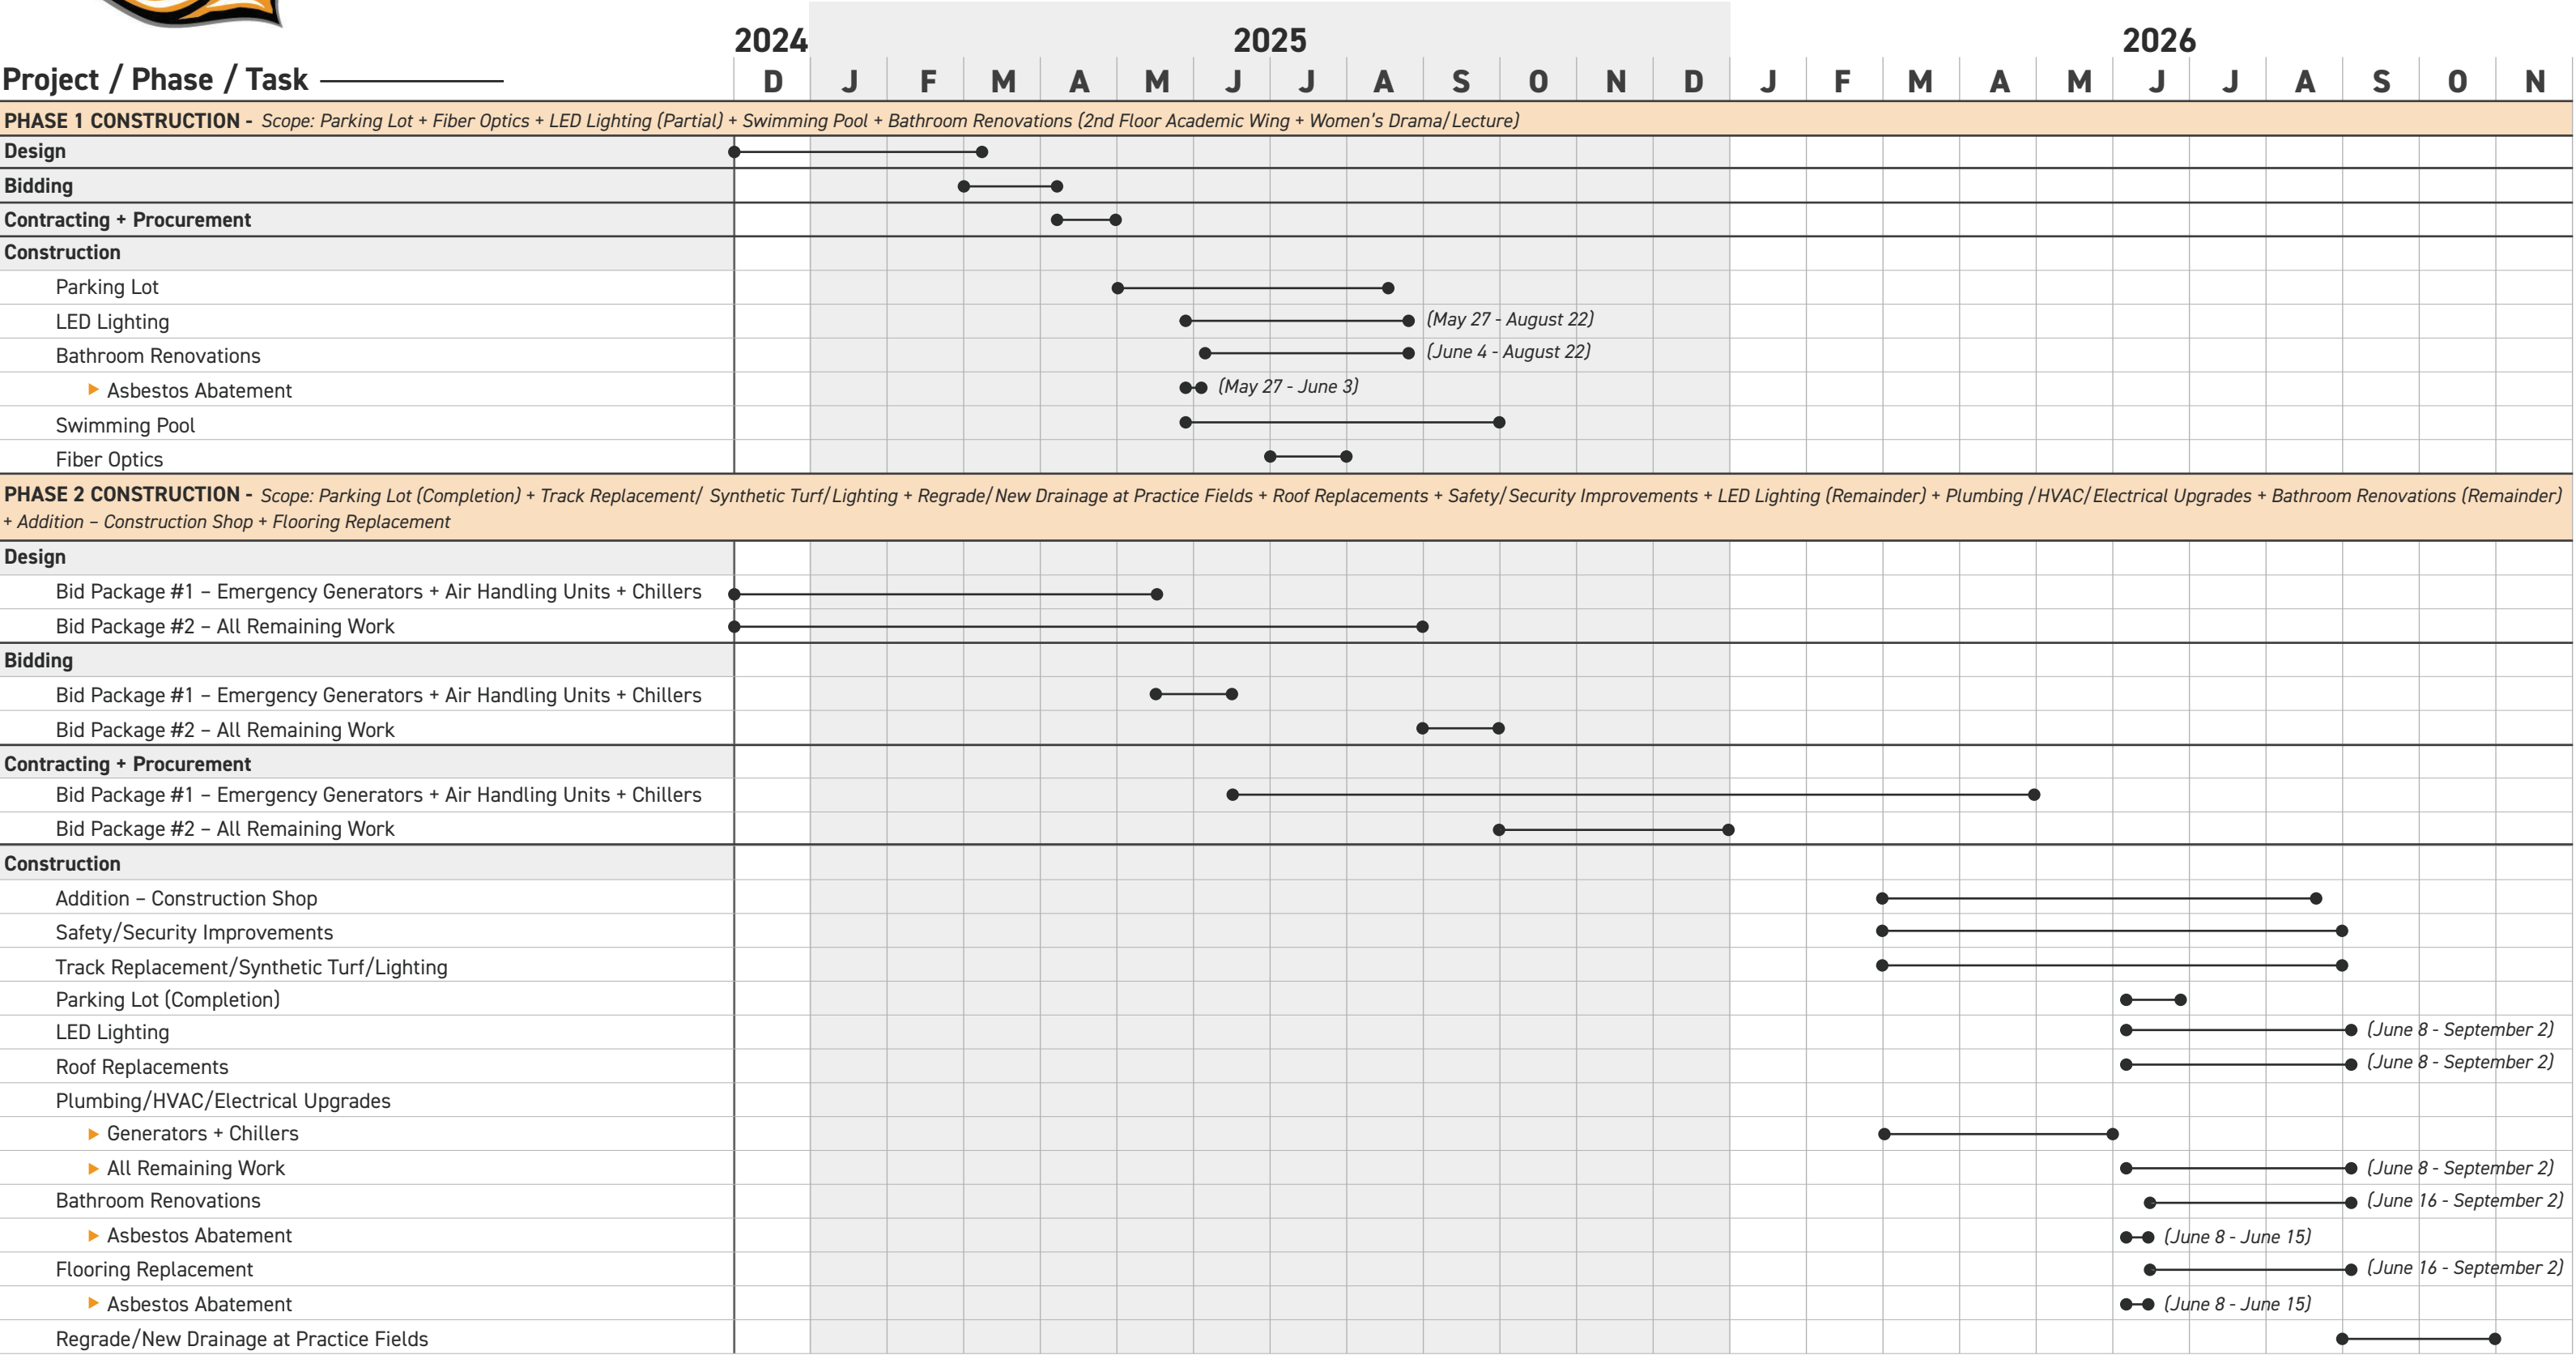 2024 2025 2026
Project / Phase / Task D J F M A M J J A S O N D J F M A M J J A S O N
PHASE 1 CONSTRUCTION - Scope: Parking Lot + Fiber Optics + LED Lighting (Partial) + Swimming Pool + Bathroom Renovations (2nd Floor Academic Wing + Women's Drama/Lecture)
Design
Bidding
Contracting + Procurement
Construction
Parking Lot
LED Lighting (May 27 - August 22)
Bathroom Renovations (June 4 - August 22)
Asbestos Abatement (May 27 - June 3)
Swimming Pool
Fiber Optics
PHASE 2 CONSTRUCTION - Scope: Parking Lot (Completion) + Track Replacement/ Synthetic Turf/Lighting + Regrade/New Drainage at Practice Fields + Roof Replacements + Safety/Security Improvements + LED Lighting (Remainder) + Plumbing /HVAC/Electrical Upgrades + Bathroom Renovations (Remainder)
+ Addition – Construction Shop + Flooring Replacement
Design
Bid Package #1 – Emergency Generators + Air Handling Units + Chillers
Bid Package #2 – All Remaining Work
Bidding
Bid Package #1 – Emergency Generators + Air Handling Units + Chillers
Bid Package #2 – All Remaining Work
Contracting + Procurement
Bid Package #1 – Emergency Generators + Air Handling Units + Chillers
Bid Package #2 – All Remaining Work
Construction
Addition – Construction Shop
Safety/Security Improvements
Track Replacement/Synthetic Turf/Lighting
Parking Lot (Completion)
LED Lighting (June 8 - September 2)
Roof Replacements (June 8 - September 2)
Plumbing/HVAC/Electrical Upgrades
Generators + Chillers
All Remaining Work (June 8 - September 2)
Bathroom Renovations (June 16 - September 2)
Asbestos Abatement (June 8 - June 15)
Flooring Replacement (June 16 - September 2)
Asbestos Abatement (June 8 - June 15)
Regrade/New Drainage at Practice Fields